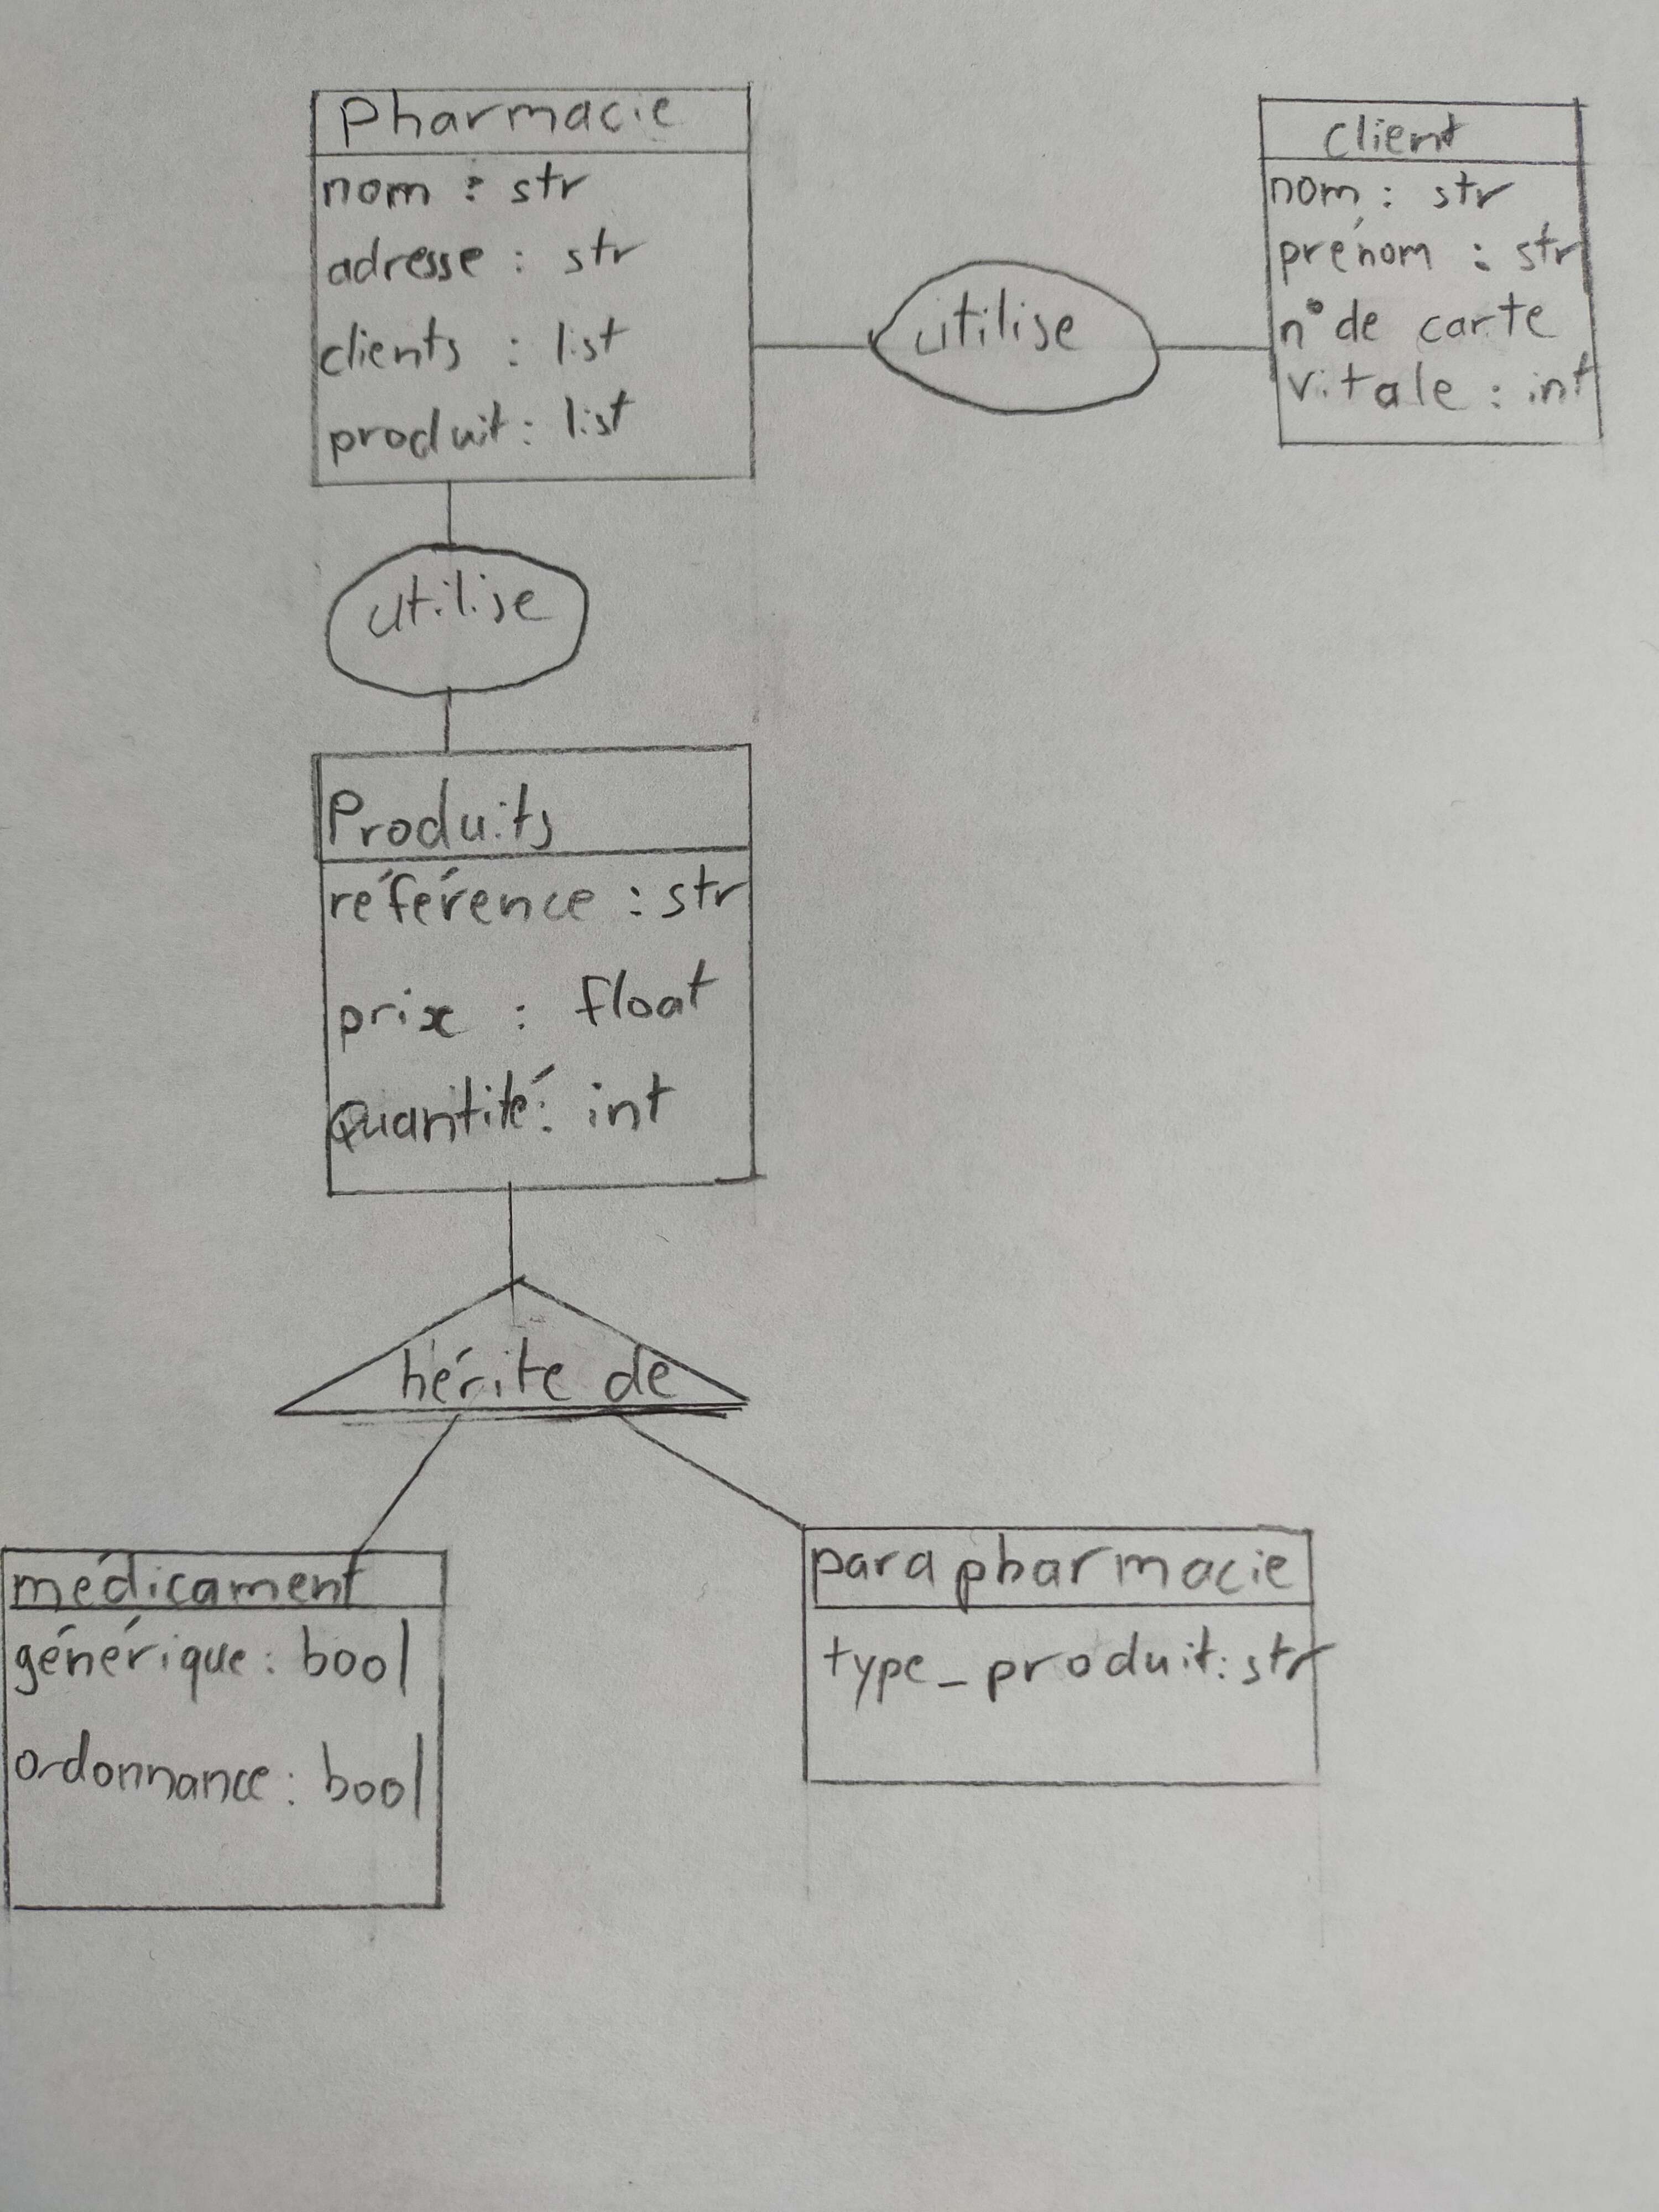 Pharmacie
nom : str
adresse : str
clients : list
produit : list
utilise
client
nom : str
prénom : str
n° de carte
vitale : int
utilise
Produits
référence : str
prix : float
Quantité : int
hérite de
médicament
générique : bool
ordonnance : bool
parapharmacie
type_produit : str